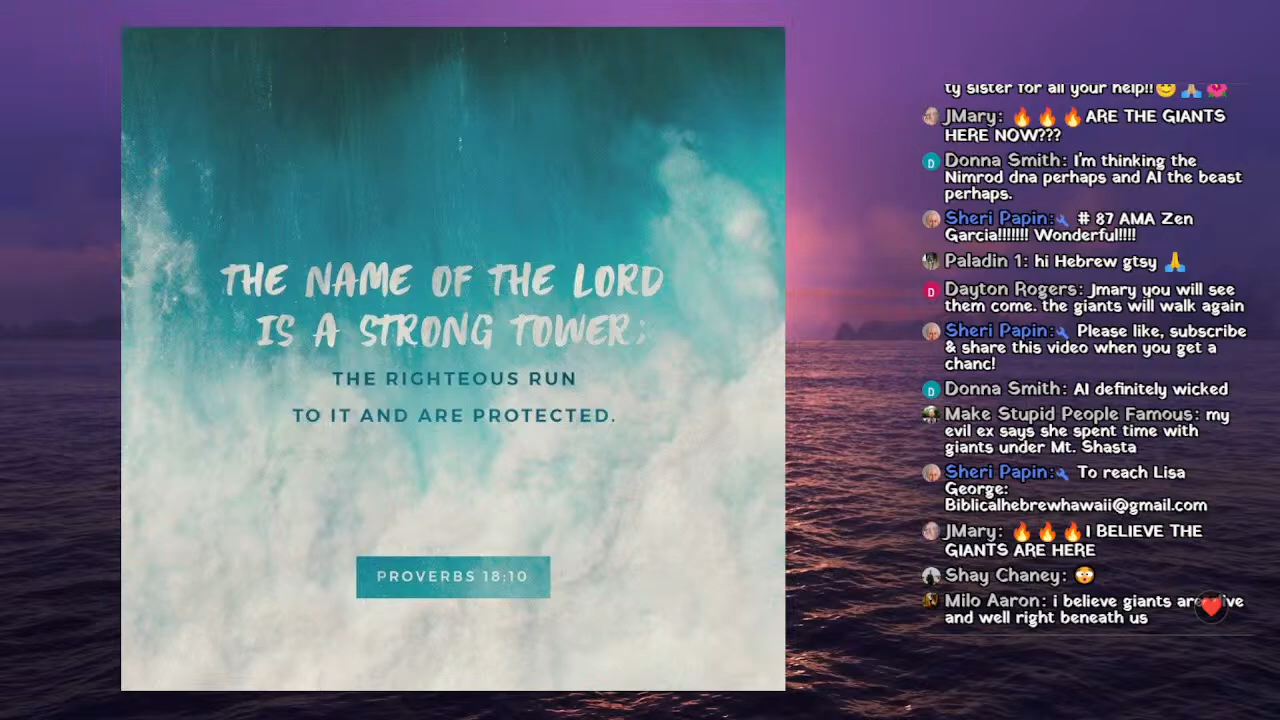 THE NAME OF THE LORD
IS A STRONG TOWER;
THE RIGHTEOUS RUN
TO IT AND ARE PROTECTED.
PROVERBS 18:10
ty sister for all your help!!😊🙏🌺
JMary: 🔥🔥🔥ARE THE GIANTS
HERE NOW???
D
Donna Smith: I'm thinking the
Nimrod dna perhaps and AI the beast
perhaps.
Sheri Papin:🔧 # 87 AMA Zen
Garcia!!!!!!! Wonderful!!!!!
Paladin 1: hi Hebrew gtsy 🙏
D
Dayton Rogers: Jmary you will see
them come. the giants will walk again
Sheri Papin:🔧 Please like, subscribe
& share this video when you get a
chanc!
D
Donna Smith: AI definitely wicked
Make Stupid People Famous: my
evil ex says she spent time with
giants under Mt. Shasta
Sheri Papin:🔧 To reach Lisa
George:
Biblicalhebrewhawaii@gmail.com
JMary: 🔥🔥🔥I BELIEVE THE
GIANTS ARE HERE
Shay Chaney: 🤯
Milo Aaron: i believe giants are
and well right beneath us